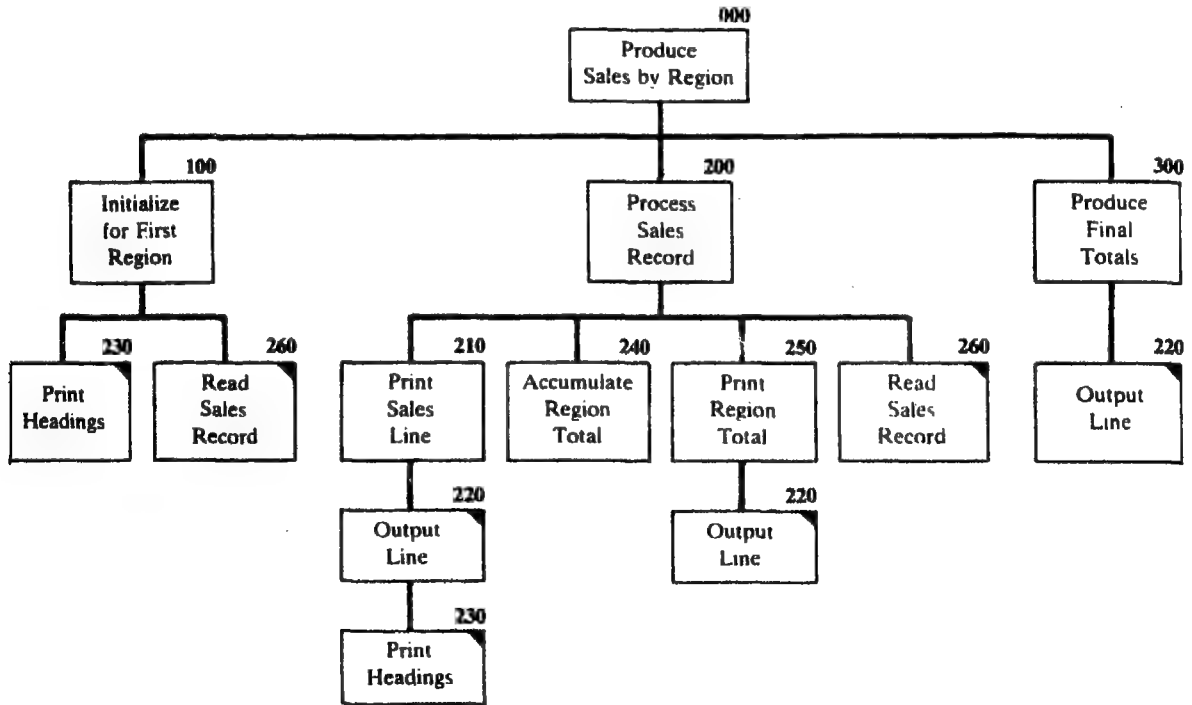 000
Produce
Sales by Region
100
Initialize
for First
Region
200
Process
Sales
Record
300
Produce
Final
Totals
230
Print
Headings
260
Read
Sales
Record
210
Print
Sales
Line
240
Accumulate
Region
Total
250
Print
Region
Total
260
Read
Sales
Record
220
Output
Line
220
Output
Line
220
Output
Line
230
Print
Headings